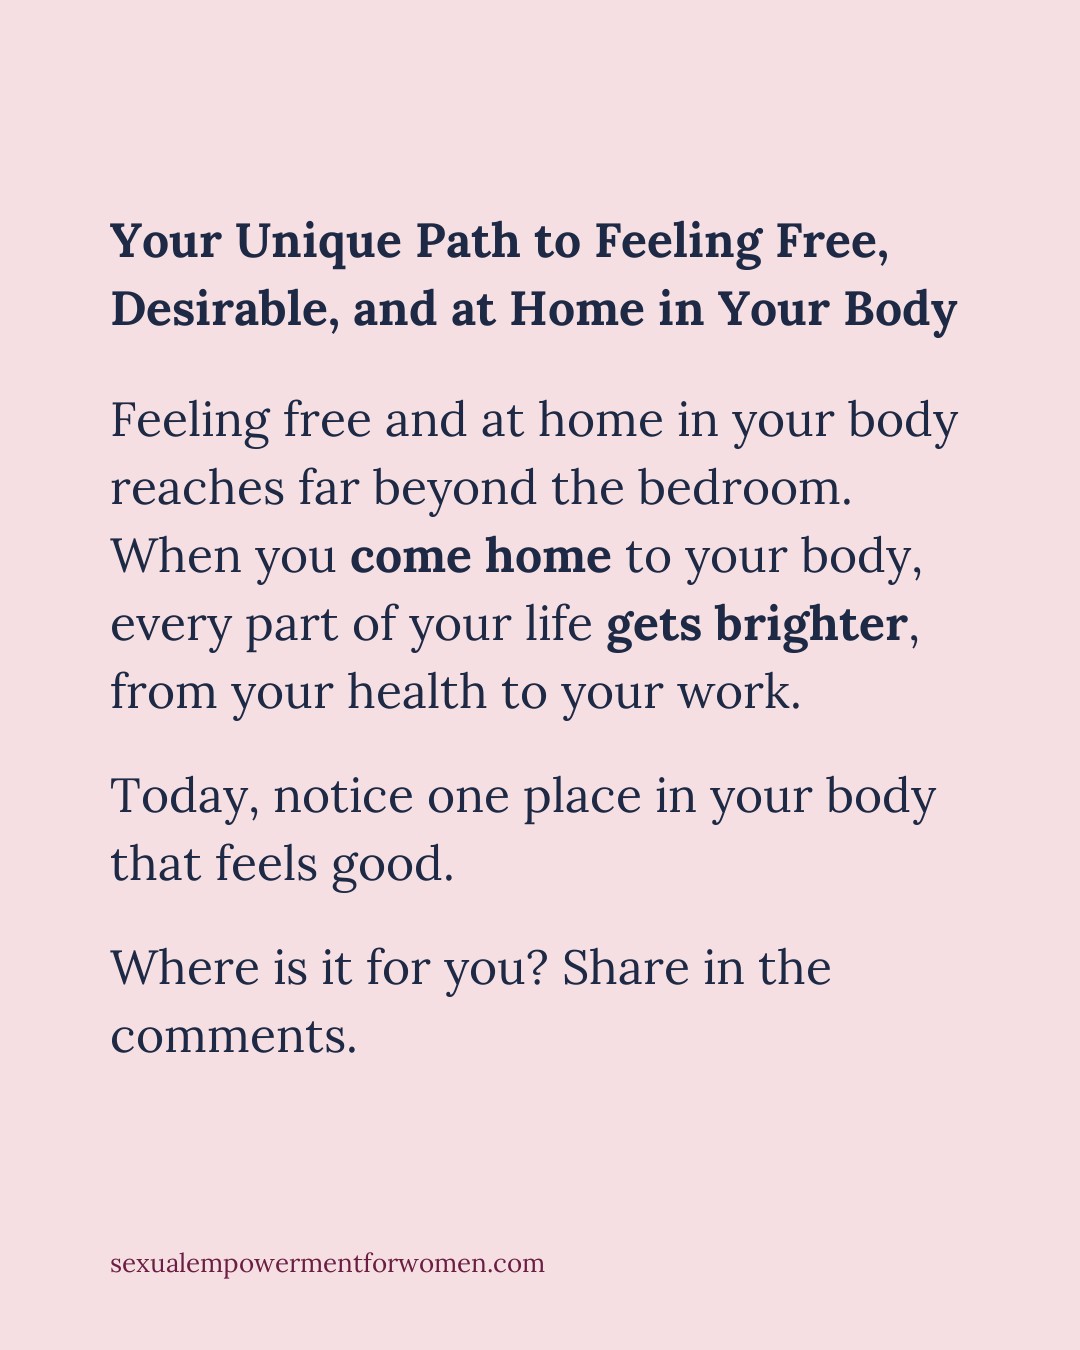 Your Unique Path to Feeling Free,
Desirable, and at Home in Your Body
Feeling free and at home in your body
reaches far beyond the bedroom.
When you come home to your body,
every part of your life gets brighter,
from your health to your work.
Today, notice one place in your body
that feels good.
Where is it for you? Share in the
comments.
sexualempowermentforwomen.com